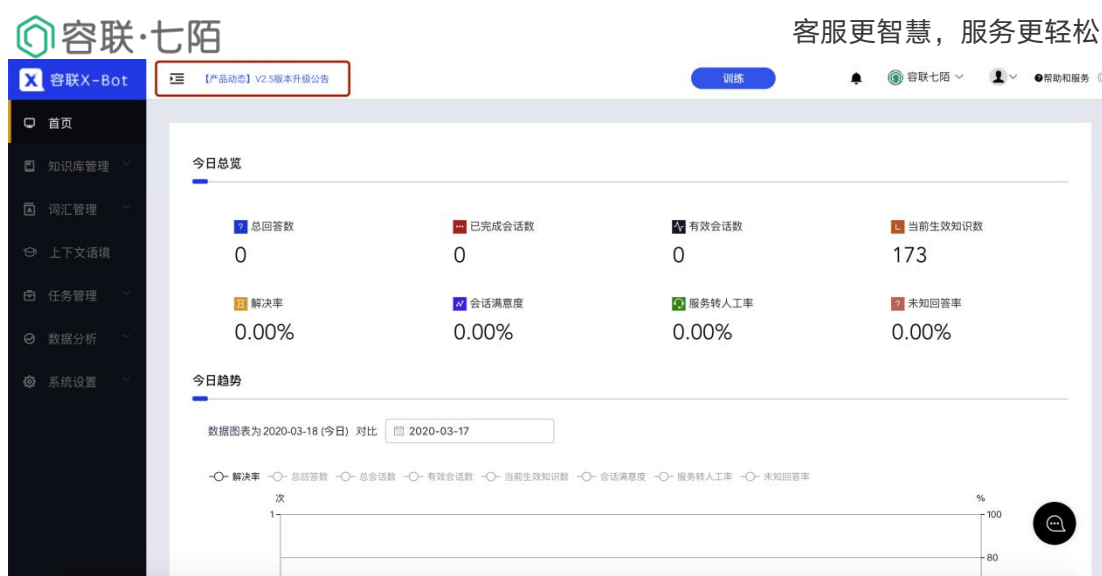 容联·七陌
客服更智慧，服务更轻松
容联X-Bot
【产品动态】V2.5版本升级公告
训练
容联七陌
帮助和服务
首页
知识库管理
词汇管理
上下文语境
任务管理
数据分析
系统设置
今日总览
总回答数
已完成会话数
有效会话数
当前生效知识数
0
0
0
173
解决率
会话满意度
服务转人工率
未知回答率
0.00%
0.00%
0.00%
0.00%
今日趋势
数据图表为 2020-03-18 (今日) 对比 2020-03-17
解决率 总回答数 总会话数 有效会话数 当前生效知识数 会话满意度 服务转人工率 未知回答率
次
%
1
100
80